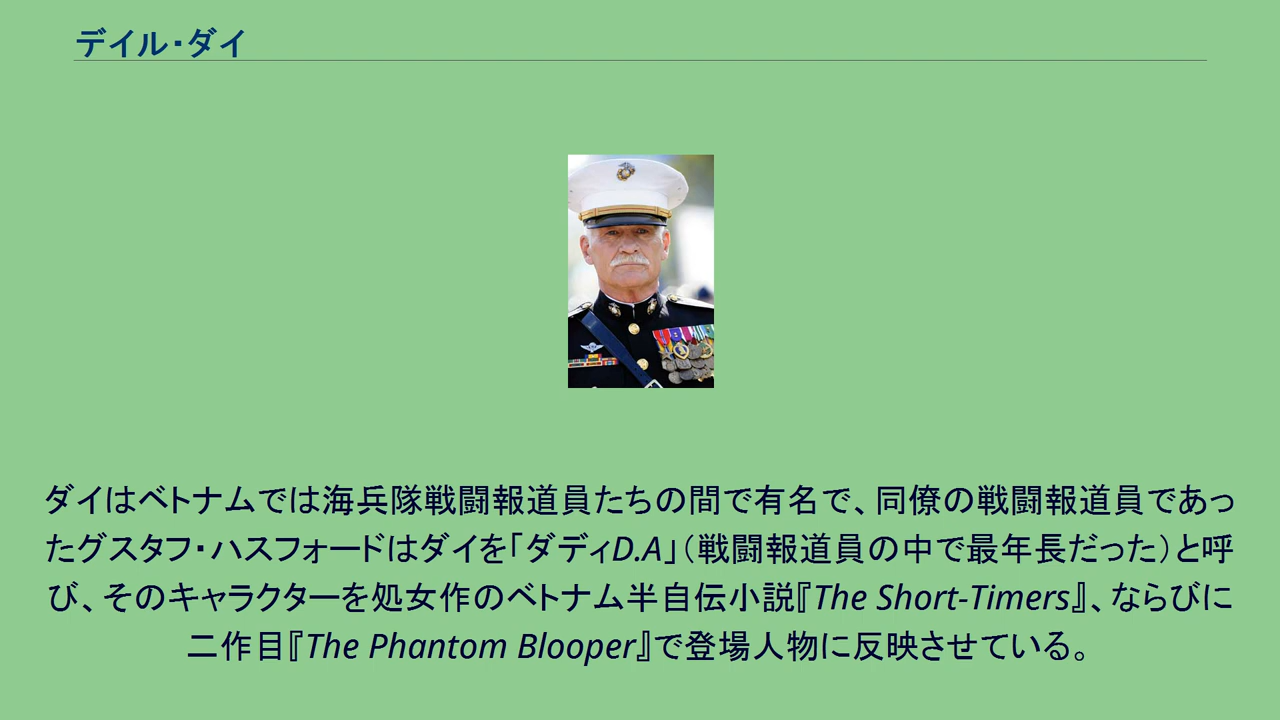 デイル・ダイ
ダイはベトナムでは海兵隊戦闘報道員たちの間で有名で、同僚の戦闘報道員であっ
たグスタフ・ハスフォードはダイを「ダディD.A」（戦闘報道員の中で最年長だった）と呼
び、そのキャラクターを処女作のベトナム半自伝小説『The Short-Timers』、ならびに
二作目『The Phantom Blooper』で登場人物に反映させている。